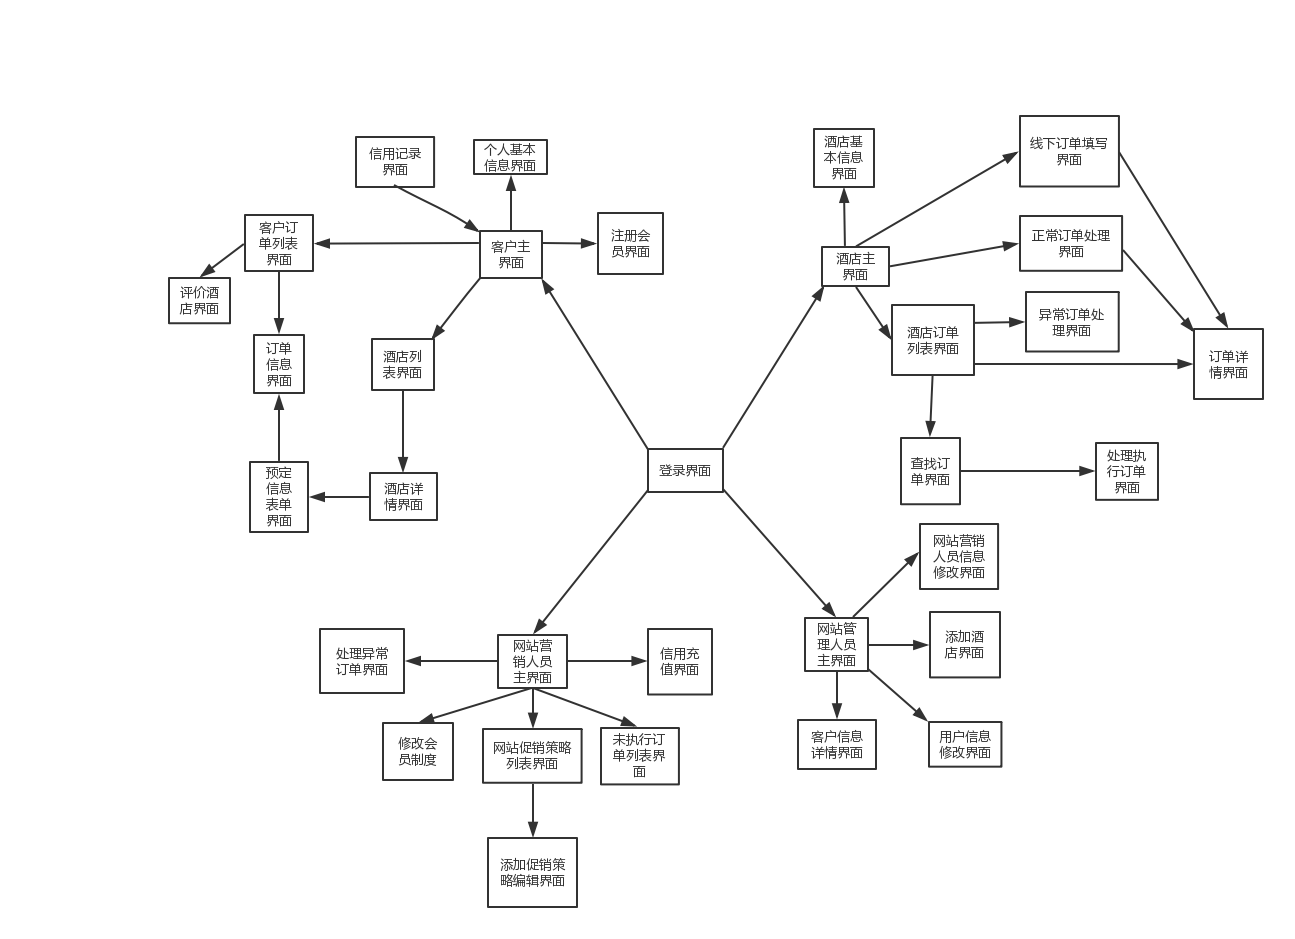 信用记录
界面
个人基本
信息界面
客户订
单列表
界面
客户主
界面
注册会
员界面
评价酒
店界面
订单
信息
界面
酒店列
表界面
预定
信息
表单
界面
酒店详
情界面
酒店基
本信息
界面
线下订单填写
界面
酒店主
界面
正常订单处理
界面
酒店订单
列表界面
异常订单处
理界面
订单详
情界面
登录界面
查找订
单界面
处理执
行订单
界面
网站营销
人员信息
修改界面
网站管
理人员
主界面
添加酒
店界面
客户信息
详情界面
用户信息
修改界面
处理异常
订单界面
网站营
销人员
主界面
信用充
值界面
修改会
员制度
网站促销策略
列表界面
未执行订
单列表界
面
添加促销策
略编辑界面